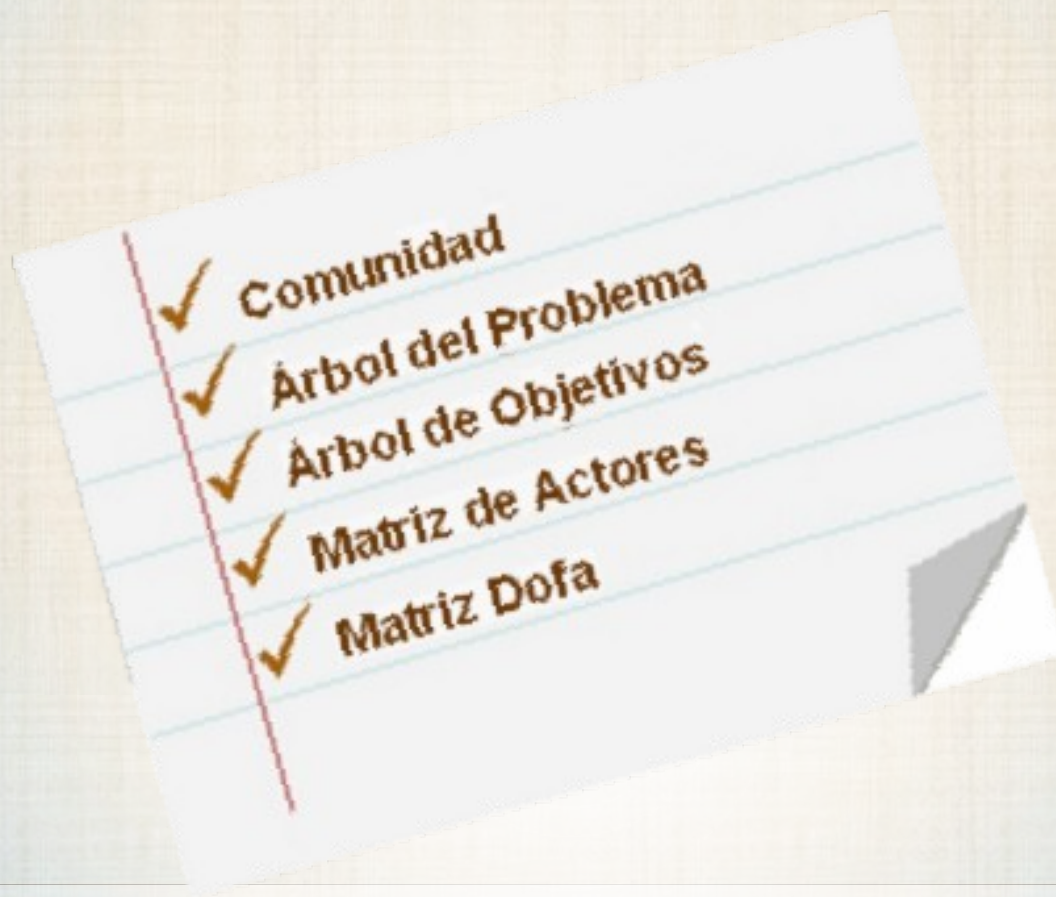 Comunidad
Árbol del Problema
Árbol de Objetivos
Matriz de Actores
Matriz Dofa